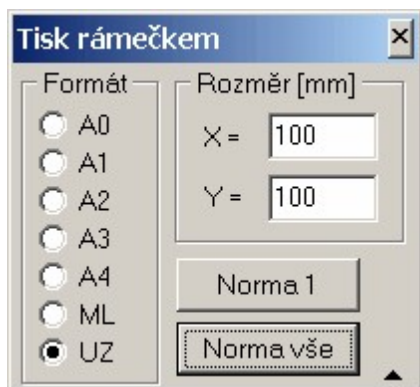 Tisk rámečkem
Formát
A0
A1
A2
A3
A4
ML
UZ
Rozměr [mm]
X = 100
Y = 100
Norma 1
Norma vše